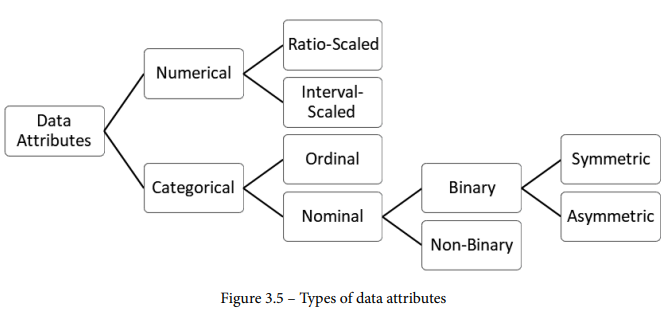 Data
Attributes
Numerical
Ratio-Scaled
Interval-
Scaled
Categorical
Ordinal
Nominal
Binary
Symmetric
Asymmetric
Non-Binary
Figure 3.5 – Types of data attributes